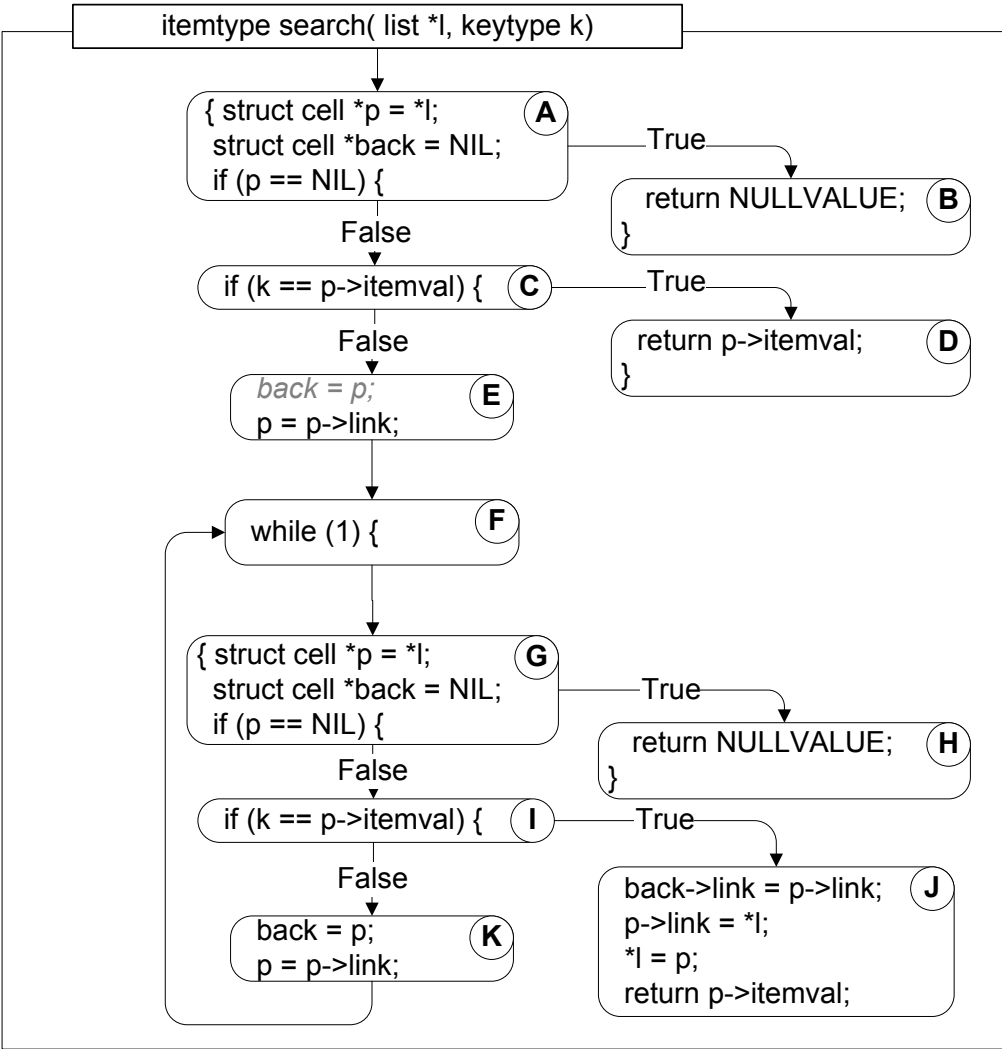 itemtype search( list *l, keytype k)
{ struct cell *p = *l;
struct cell *back = NIL;
if (p == NIL) {
A
True
return NULLVALUE;
}
B
False
if (k == p->itemval) {
C
True
return p->itemval;
}
D
False
back = p;
p = p->link;
E
while (1) {
F
{ struct cell *p = *l;
struct cell *back = NIL;
if (p == NIL) {
G
True
return NULLVALUE;
}
H
False
if (k == p->itemval) {
I
True
back->link = p->link;
p->link = *l;
*l = p;
return p->itemval;
J
False
back = p;
p = p->link;
K